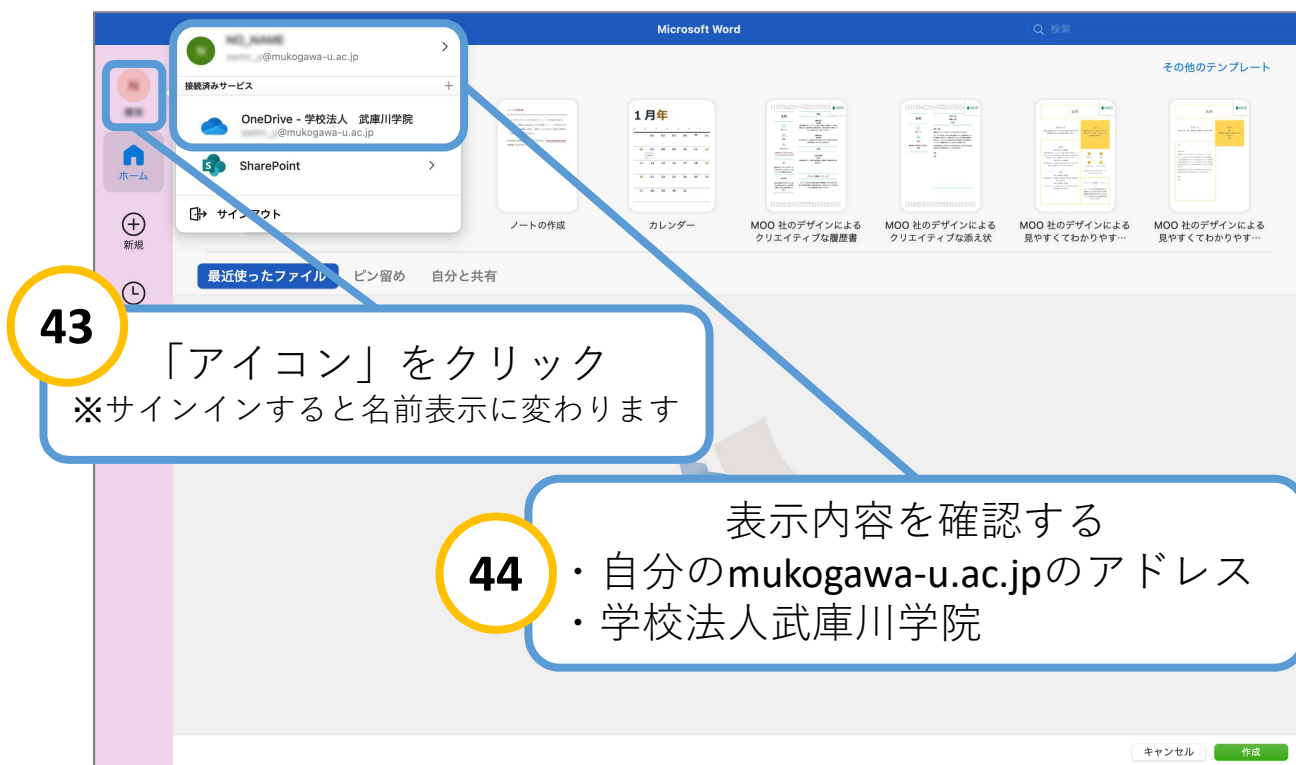 Microsoft Word
検索
NO_NAME
@mukogawa-u.ac.jp
接続済みサービス
OneDrive - 学校法人 武庫川学院
@mukogawa-u.ac.jp
SharePoint
サインアウト
その他のテンプレート
ホーム
新規
1 月年
ノートの作成
カレンダー
MOO 社のデザインによる
クリエイティブな履歴書
MOO 社のデザインによる
クリエイティブな添え状
MOO 社のデザインによる
見やすくてわかりやす…
MOO 社のデザインによる
見やすくてわかりやす…
最近使ったファイル
ピン留め
自分と共有
43
「アイコン」をクリック
※サインインすると名前表示に変わります
44
表示内容を確認する
・自分のmukogawa-u.ac.jpのアドレス
・学校法人武庫川学院
キャンセル
作成